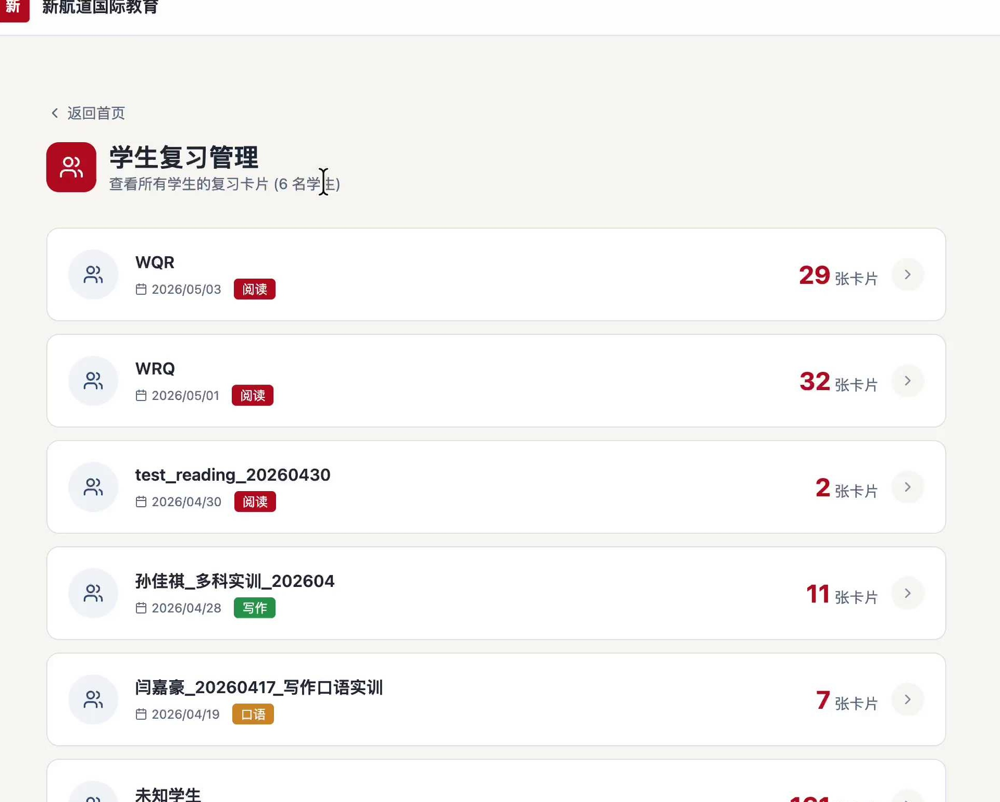 新 新航道国际教育
返回首页
学生复习管理
查看所有学生的复习卡片 (6 名学生)
WQR
2026/05/03 阅读
29 张卡片
WRQ
2026/05/01 阅读
32 张卡片
test_reading_20260430
2026/04/30 阅读
2 张卡片
孙佳祺_多科实训_202604
2026/04/28 写作
11 张卡片
闫嘉豪_20260417_写作口语实训
2026/04/19 口语
7 张卡片
未知学生